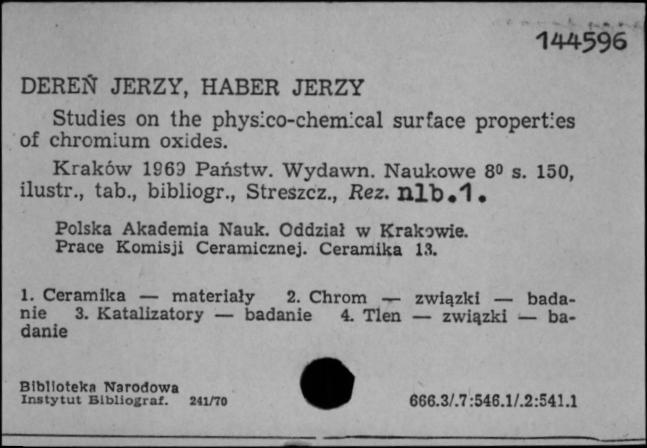 144596
DEREŃ JERZY, HABER JERZY
Studies on the physico-chemical surface properties
of chromium oxides.
Kraków 1969 Państw. Wydawn. Naukowe 8⁰ s. 150,
ilustr., tab., bibliogr., Streszcz., Rez. nlb.1.
Polska Akademia Nauk. Oddział w Krakowie.
Prace Komisji Ceramicznej. Ceramika 13.
1. Ceramika — materiały 2. Chrom — związki — bada-
nie 3. Katalizatory — badanie 4. Tlen — związki — ba-
danie
Biblioteka Narodowa
Instytut Bibliograf. 241/70
666.3/.7:546.1/.2:541.1